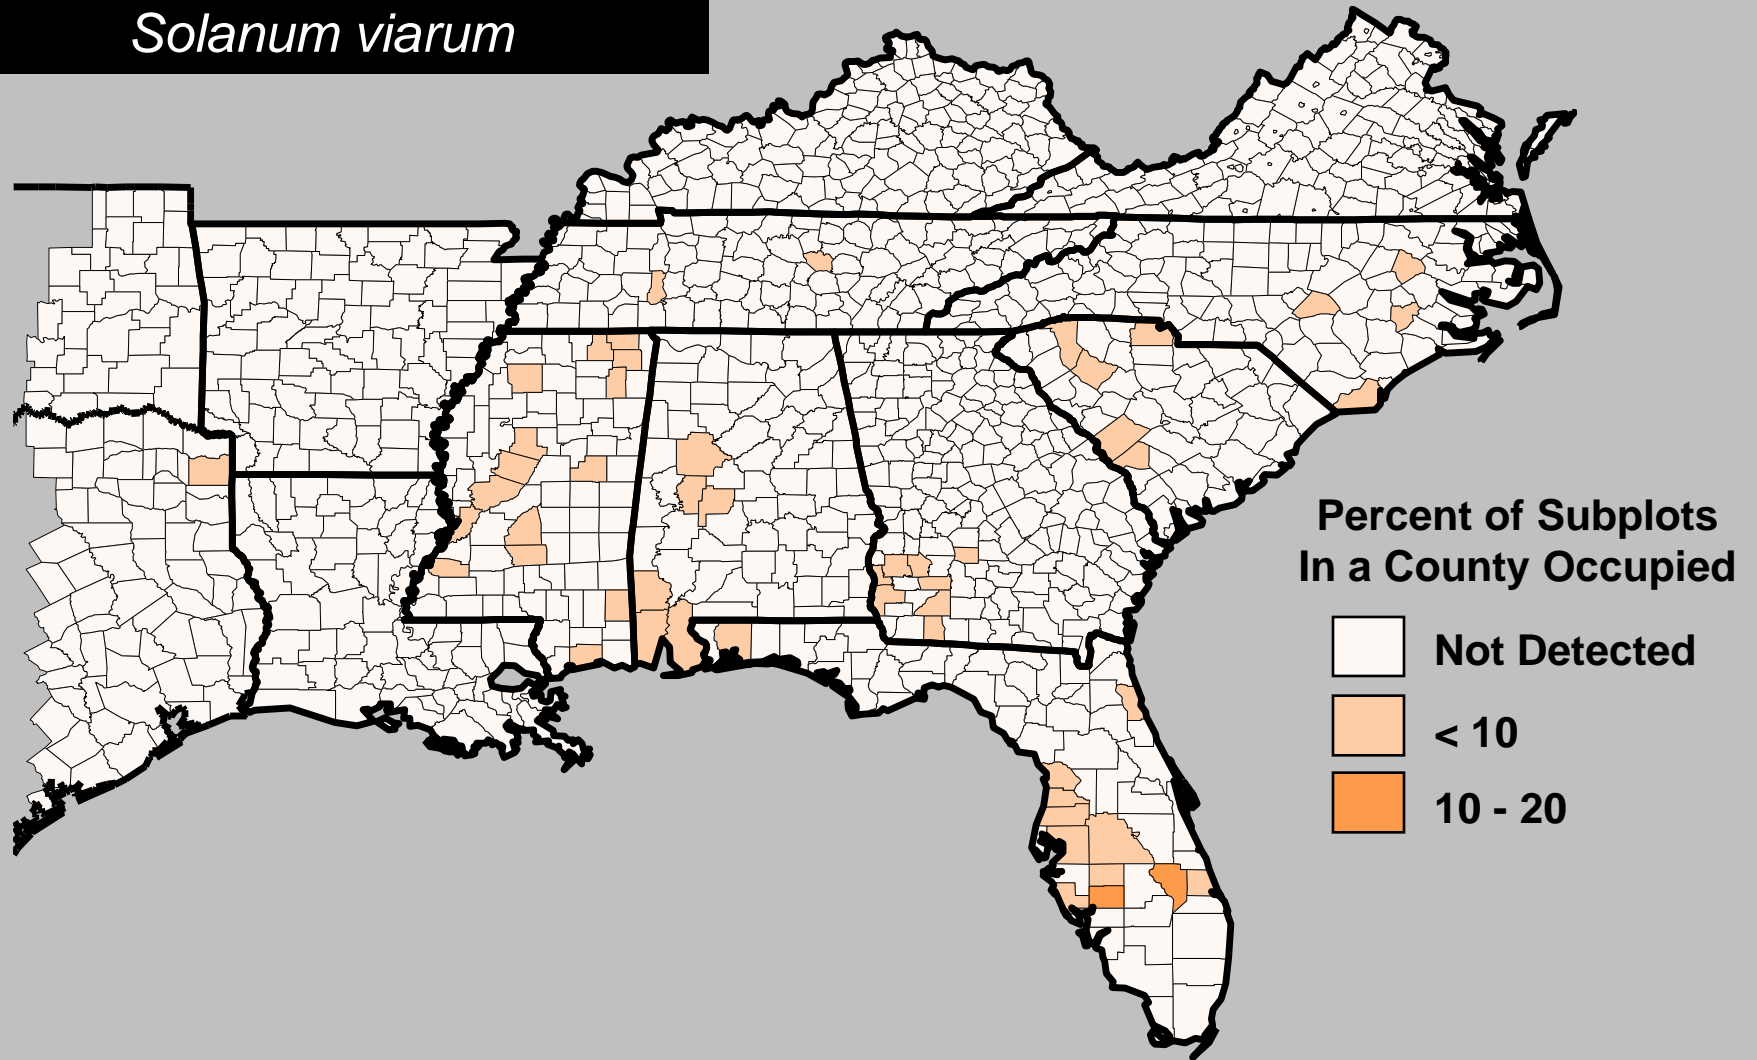 Solanum viarum
Percent of Subplots
In a County Occupied
Not Detected
< 10
10 - 20